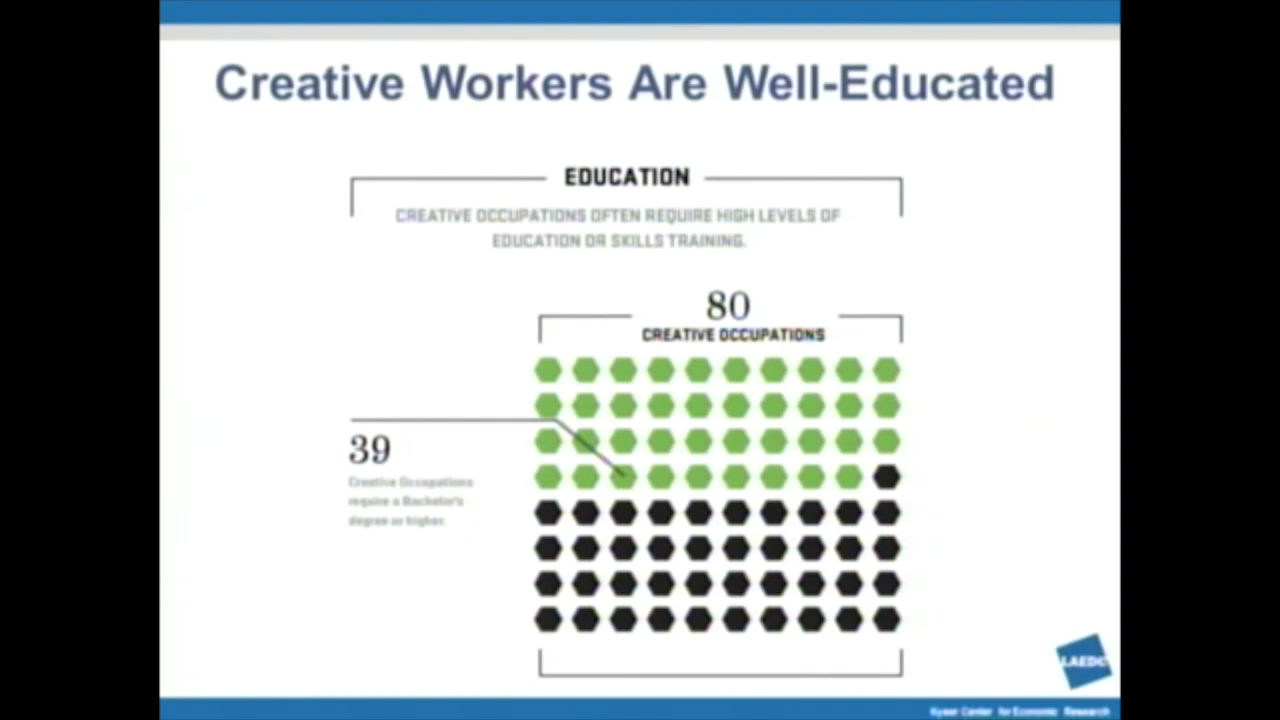 Creative Workers Are Well-Educated
EDUCATION
CREATIVE OCCUPATIONS OFTEN REQUIRE HIGH LEVELS OF
EDUCATION OR SKILLS TRAINING.
80
CREATIVE OCCUPATIONS
39
Creative Occupations
require a Bachelor's
degree or higher.
LAEDC
Kyser Center for Economic Research